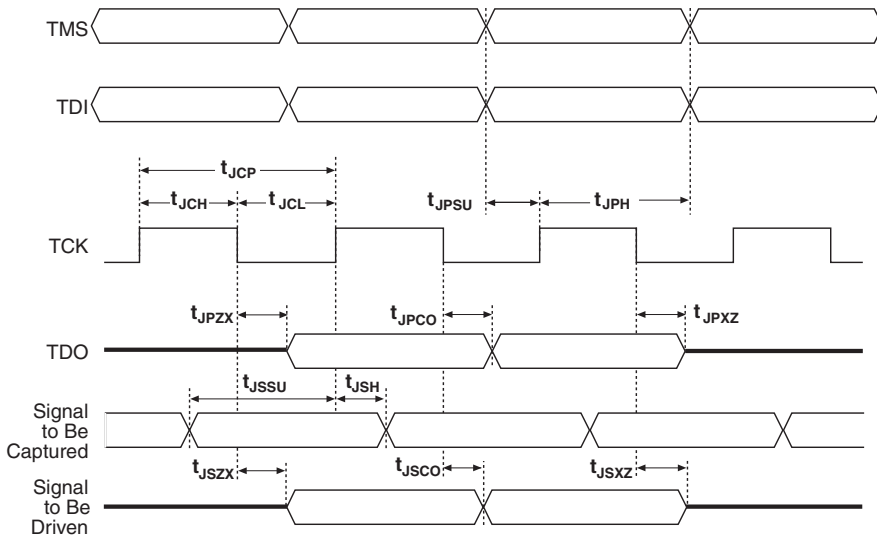 TMS
TDI
tJCP
tJCH
tJCL
tJPSU
tJPH
TCK
tJPZX
tJPCO
tJPXZ
TDO
tJSSU
tJSH
Signal
to Be
Captured
tJSZX
tJSCO
tJSXZ
Signal
to Be
Driven